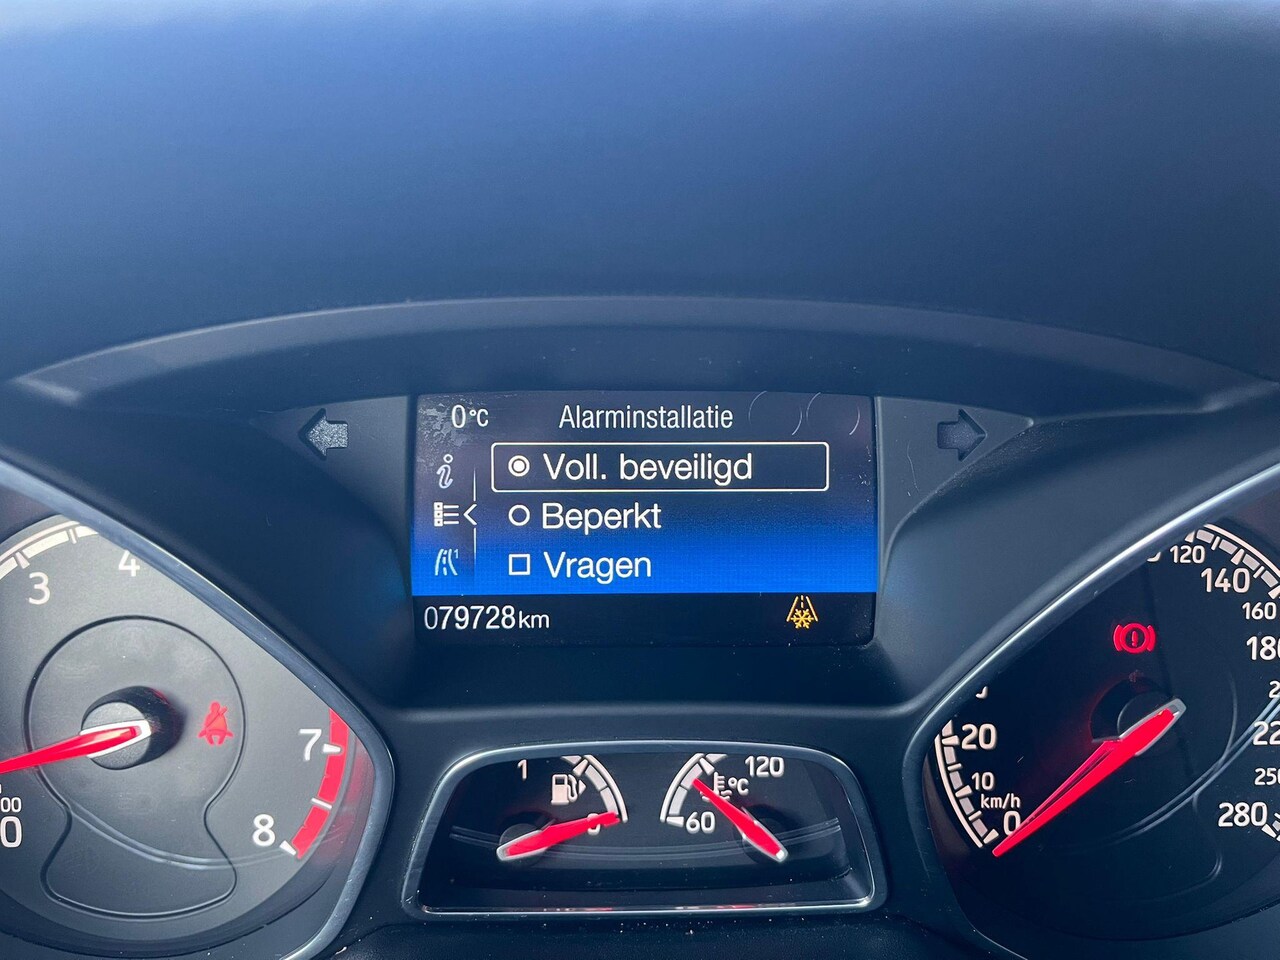 0°C Alarminstallatie
Voll. beveiligd
Beperkt
Vragen
079728km
3
4
7
8
1
0
60
120
°C
0
10
20
km/h
120
140
160
280